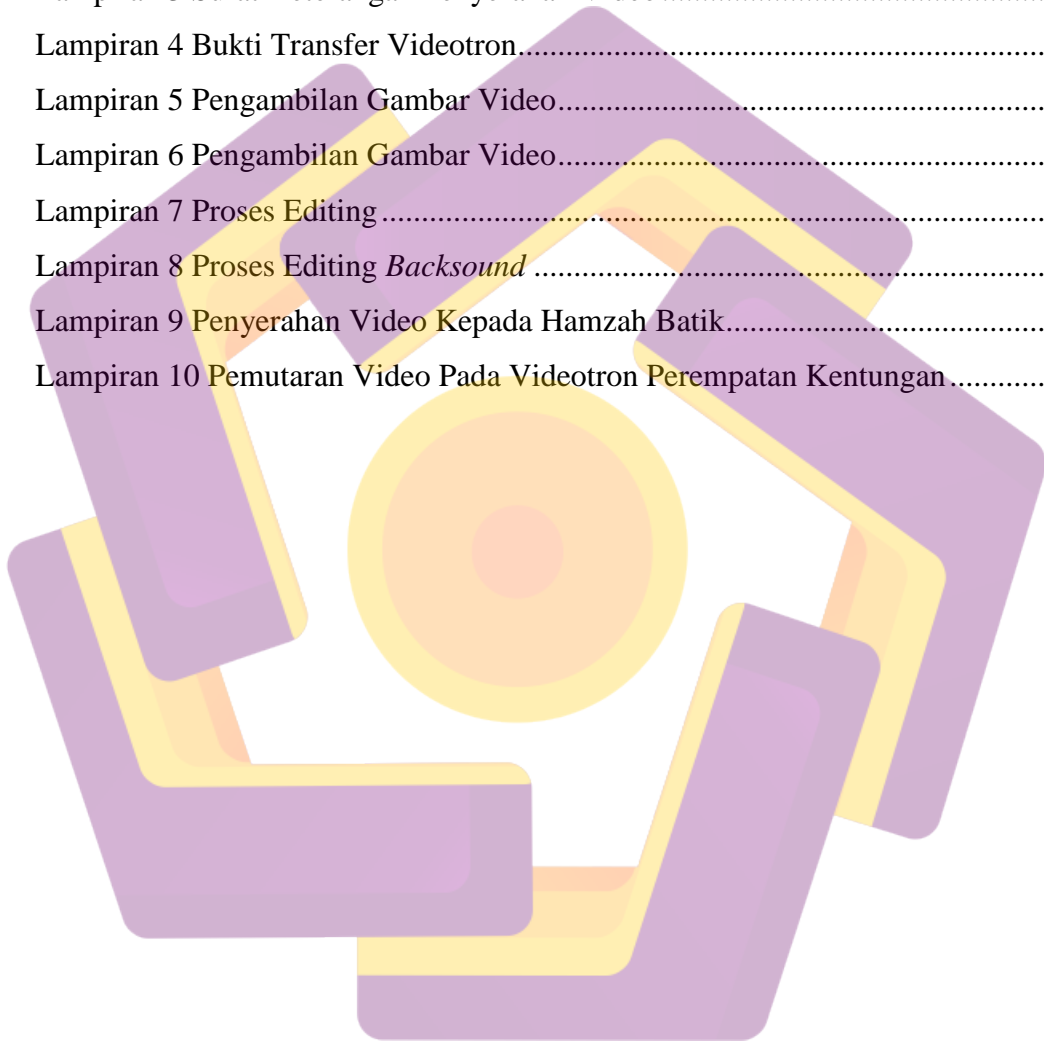 Lampiran 4 Bukti Transfer Videotron.......................................................................
Lampiran 5 Pengambilan Gambar Video................................................................
Lampiran 6 Pengambilan Gambar Video................................................................
Lampiran 7 Proses Editing ......................................................................................
Lampiran 8 Proses Editing Backsound ...................................................................
Lampiran 9 Penyerahan Video Kepada Hamzah Batik..........................................
Lampiran 10 Pemutaran Video Pada Videotron Perempatan Kentungan............